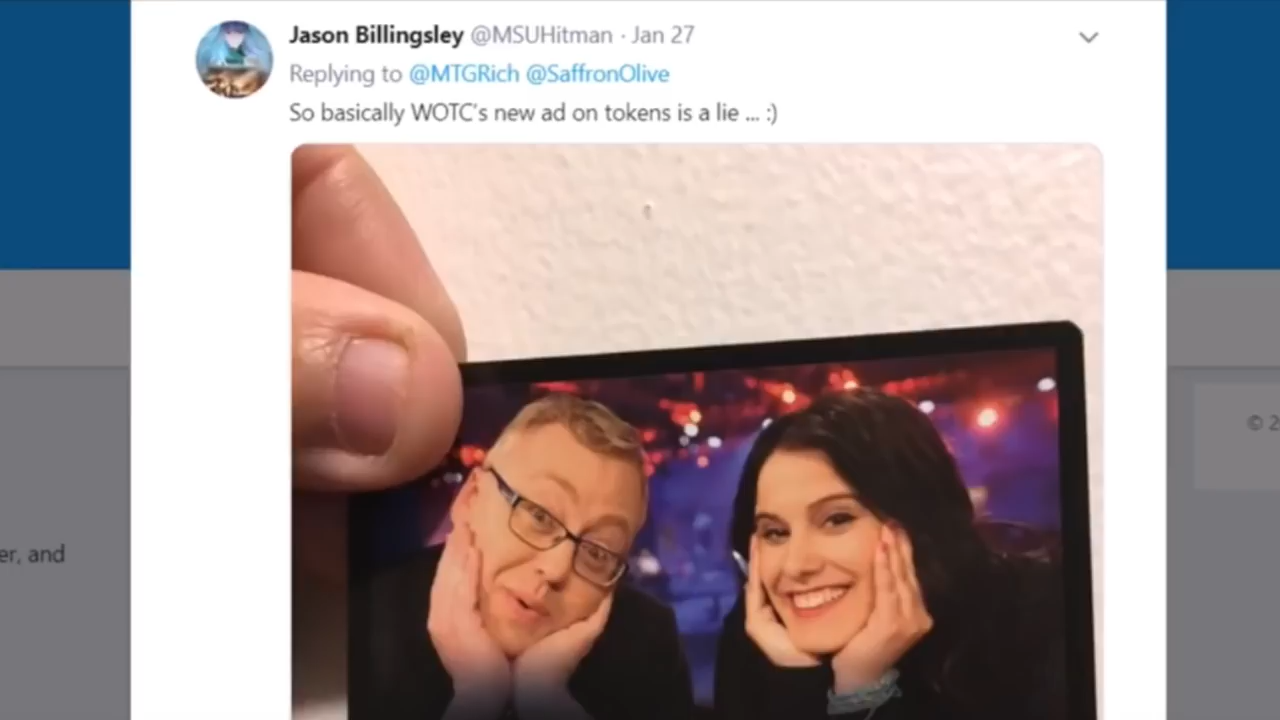 Jason Billingsley @MSUHitman · Jan 27
Replying to @MTGRich @SaffronOlive
So basically WOTC's new ad on tokens is a lie ... :)
er, and